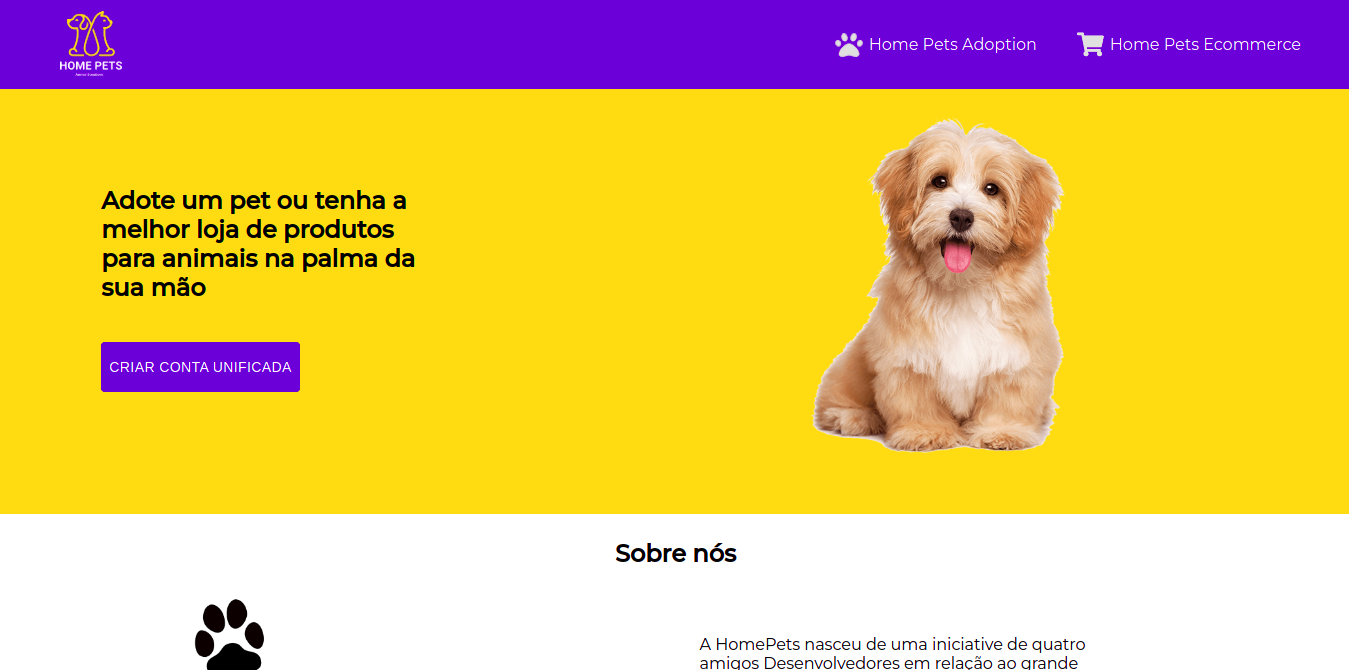 HOME PETS
Home Pets Adoption
Home Pets Ecommerce
Adote um pet ou tenha a
melhor loja de produtos
para animais na palma da
sua mão
CRIAR CONTA UNIFICADA
Sobre nós
A HomePets nasceu de uma iniciative de quatro
amigos Desenvolvedores em relação ao grande